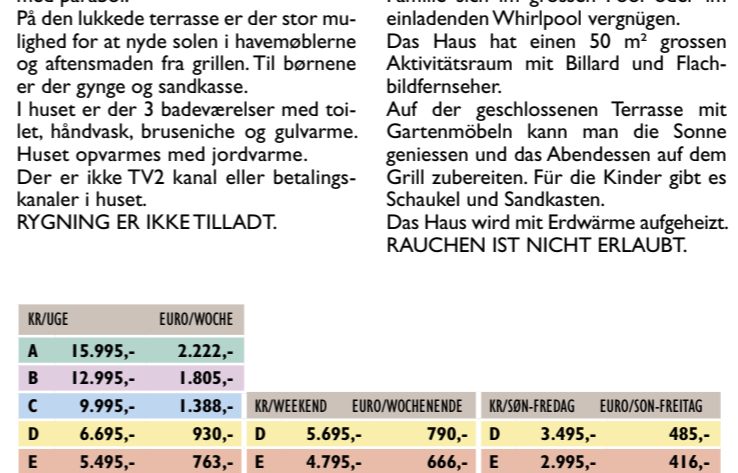 På den lukkede terrasse er der stor mu-
lighed for at nyde solen i havemøblerne
og aftensmaden fra grillen. Til børnene
er der gynge og sandkasse.
I huset er der 3 badeværelser med toi-
let, håndvask, bruseniche og gulvarme.
Huset opvarmes med jordvarme.
Der er ikke TV2 kanal eller betalings-
kanaler i huset.
RYGNING ER IKKE TILLADT.
einladenden Whirlpool vergnügen.
Das Haus hat einen 50 m² grossen
Aktivitätsraum mit Billard und Flach-
bildfernseher.
Auf der geschlossenen Terrasse mit
Gartenmöbeln kann man die Sonne
geniessen und das Abendessen auf dem
Grill zubereiten. Für die Kinder gibt es
Schaukel und Sandkasten.
Das Haus wird mit Erdwärme aufgeheizt.
RAUCHEN IST NICHT ERLAUBT.
KR/UGE EURO/WOCHE
A 15.995,- 2.222,-
B 12.995,- 1.805,-
C 9.995,- 1.388,- KR/WEEKEND EURO/WOCHENENDE KR/SØN-FREDAG EURO/SON-FREITAG
D 6.695,- 930,- D 5.695,- 790,- D 3.495,- 485,-
E 5.495,- 763,- E 4.795,- 666,- E 2.995,- 416,-